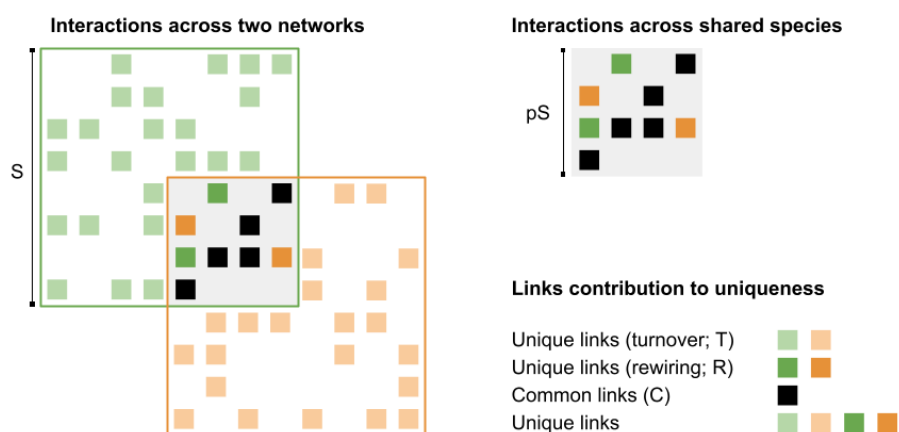 Interactions across two networks
S
Interactions across shared species
pS
Links contribution to uniqueness
Unique links (turnover; T)
Unique links (rewiring; R)
Common links (C)
Unique links